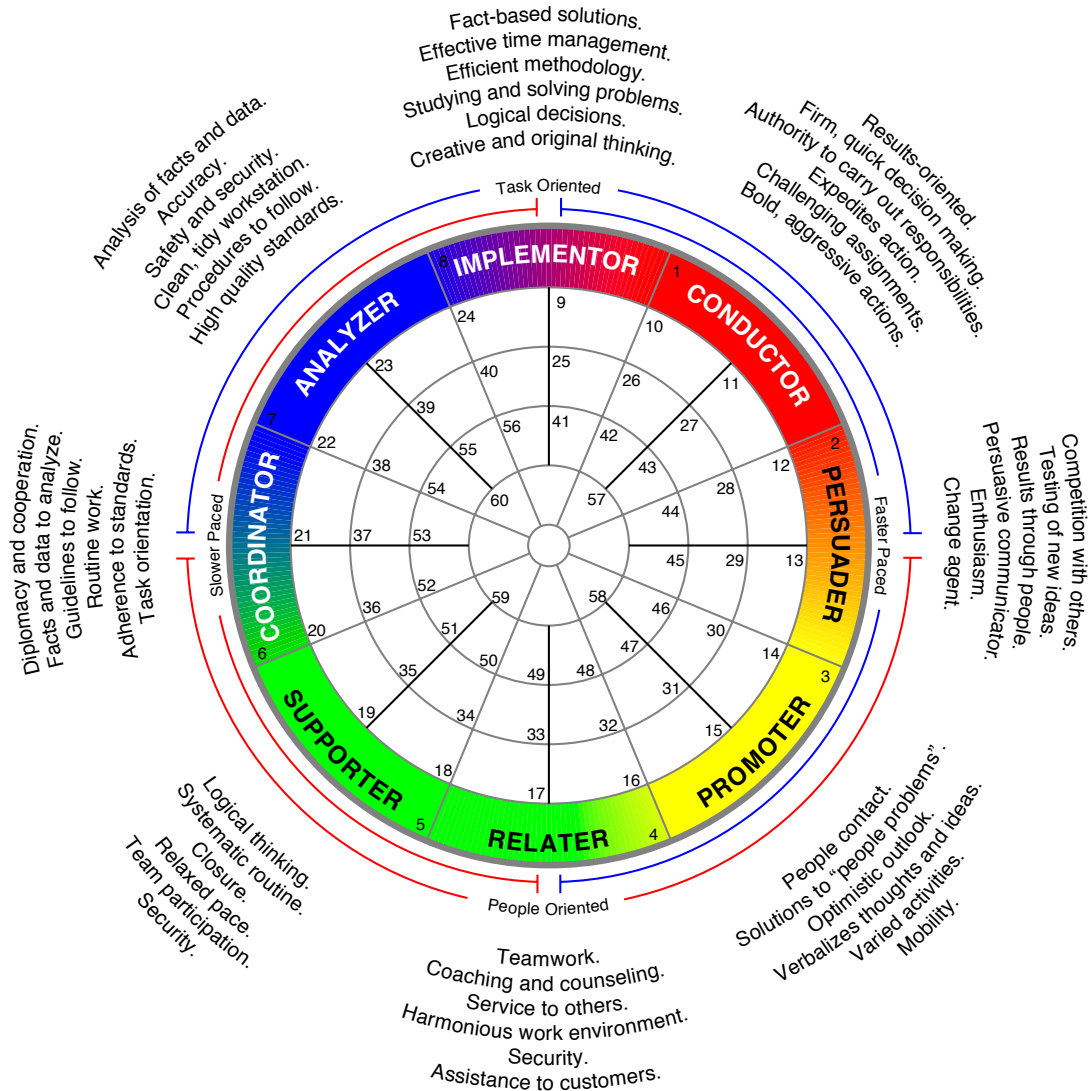 Fact-based solutions.
Effective time management.
Efficient methodology.
Studying and solving problems.
Logical decisions.
Creative and original thinking.
Results-oriented.
Firm, quick decision making.
Authority to carry out responsibilities.
Expedites action.
Challenging assignments.
Bold, aggressive actions.
Competition with others.
Testing of new ideas.
Results through people.
Persuasive communicator.
Enthusiasm.
Change agent.
People contact.
Solutions to “people problems”.
Optimistic outlook.
Verbalizes thoughts and ideas.
Varied activities.
Mobility.
Teamwork.
Coaching and counseling.
Service to others.
Harmonious work environment.
Security.
Assistance to customers.
Logical thinking.
Systematic routine.
Closure.
Relaxed pace.
Team participation.
Security.
Diplomacy and cooperation.
Facts and data to analyze.
Guidelines to follow.
Routine work.
Adherence to standards.
Task orientation.
Analysis of facts and data.
Accuracy.
Safety and security.
Clean, tidy workstation.
Procedures to follow.
High quality standards.
Task Oriented
Faster Paced
People Oriented
Slower Paced
IMPLEMENTOR
CONDUCTOR
PERSUADER
PROMOTER
RELATER
SUPPORTER
COORDINATOR
ANALYZER
1
2
3
4
5
6
7
8
9
10
11
12
13
14
15
16
17
18
19
20
21
22
23
24
25
26
27
28
29
30
31
32
33
34
35
36
37
38
39
40
41
42
43
44
45
46
47
48
49
50
51
52
53
54
55
56
57
58
59
60